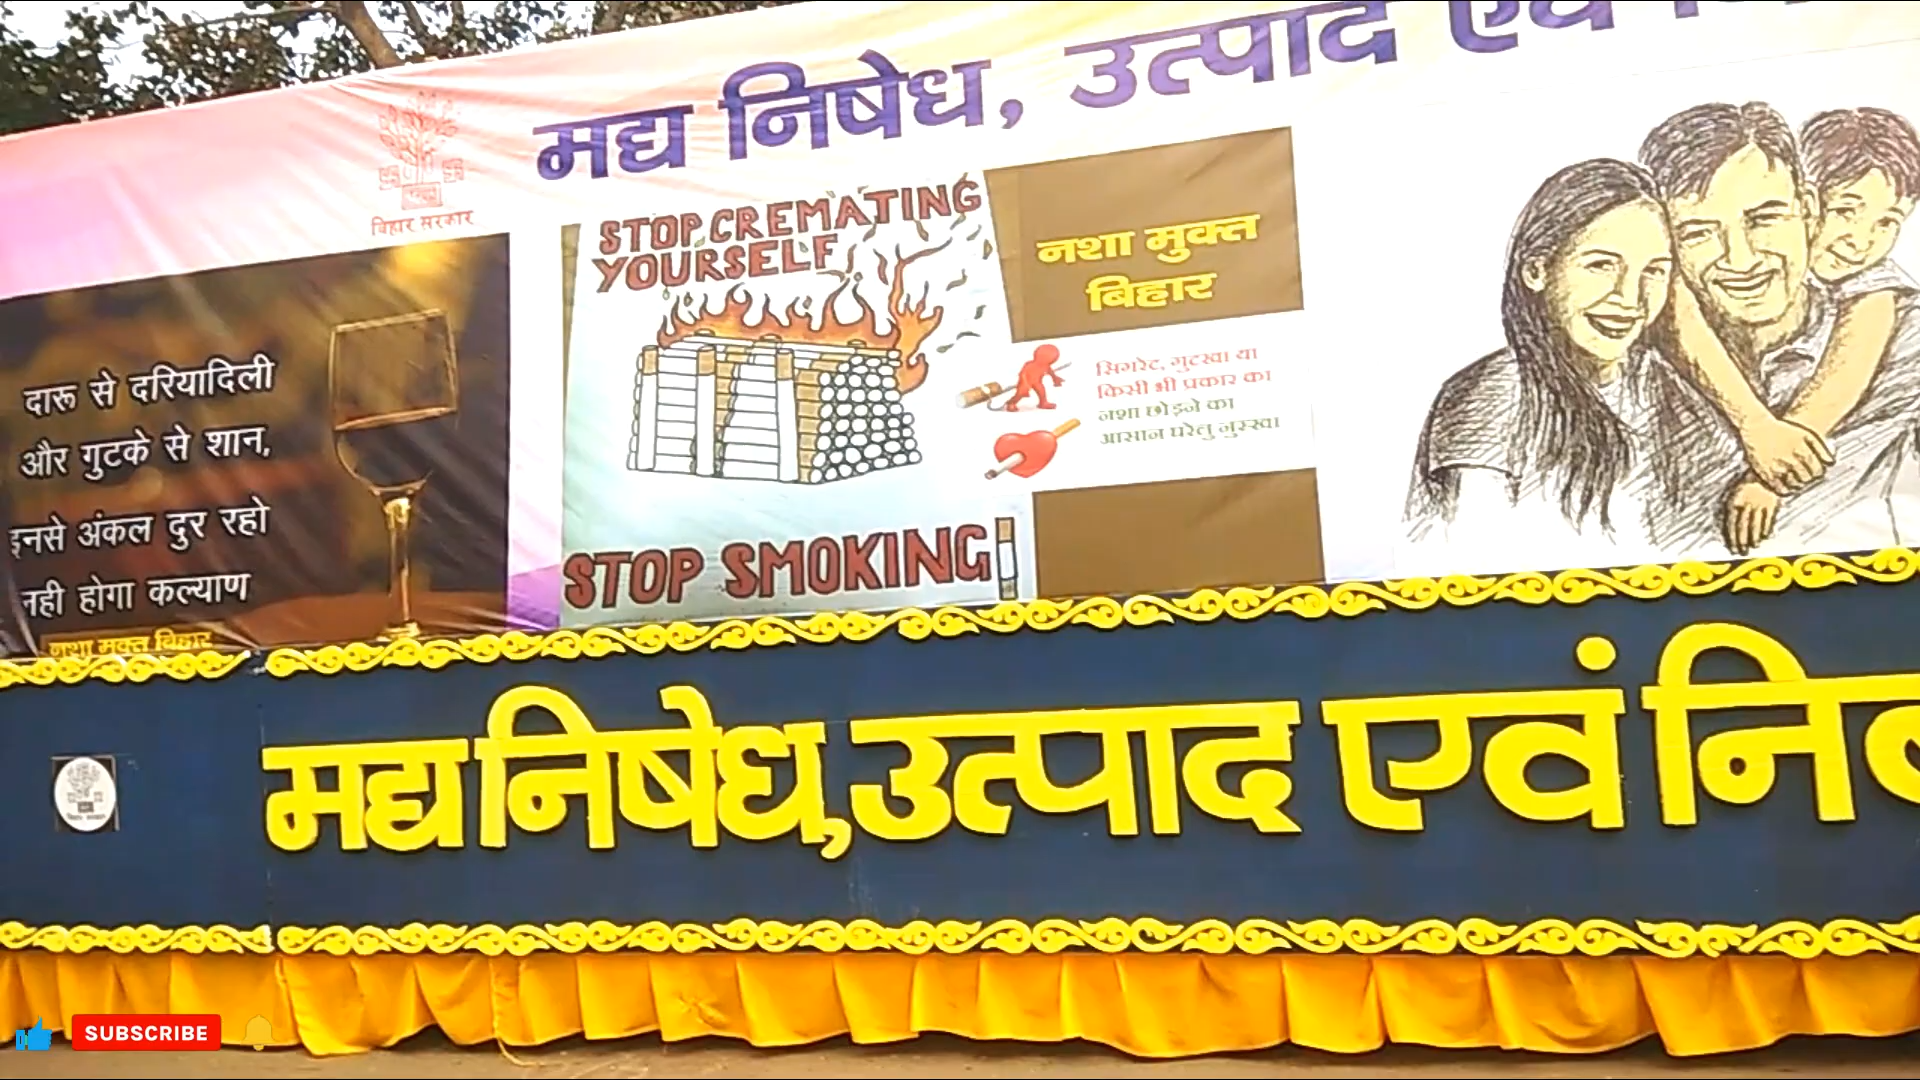 मद्य निषेध, उत्पाद एवं
बिहार सरकार
दारू से दरियादिली
और गुटके से शान,
इनसे अंकल दुर रहो
नही होगा कल्याण
नशा मुक्त बिहार
STOP CREMATING
YOURSELF
STOP SMOKING!
नशा मुक्त
बिहार
सिगरेट, गुटखा या
किसी भी प्रकार का
नशा छोड़ने का
आसान घरेलु नुस्खा
मद्य निषेध, उत्पाद एवं नि
SUBSCRIBE